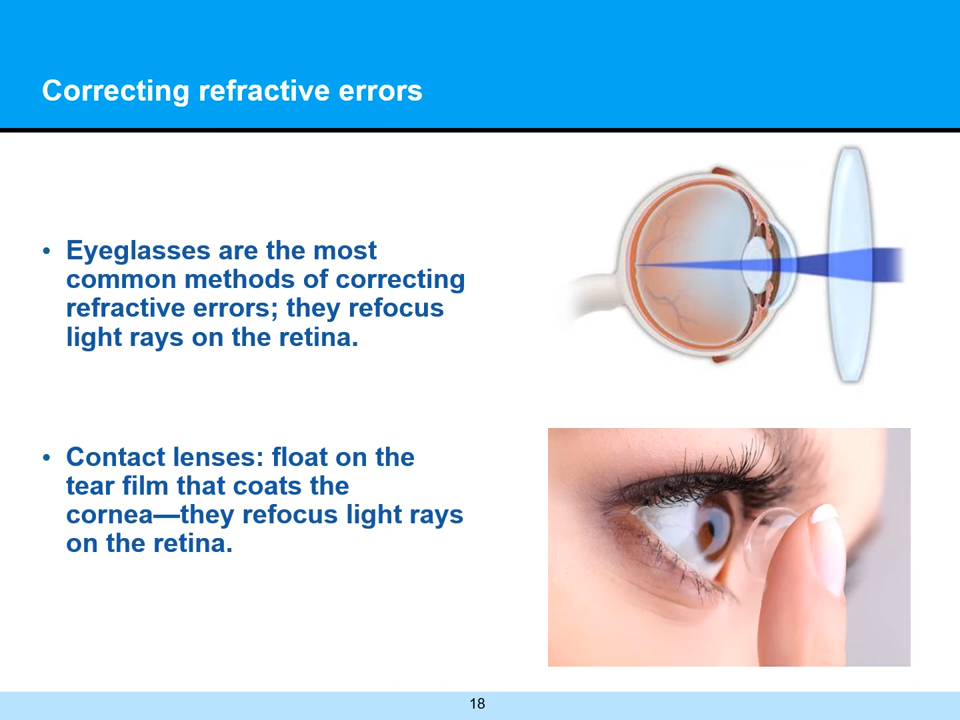 Correcting refractive errors
• Eyeglasses are the most
common methods of correcting
refractive errors; they refocus
light rays on the retina.
• Contact lenses: float on the
tear film that coats the
cornea—they refocus light rays
on the retina.
18